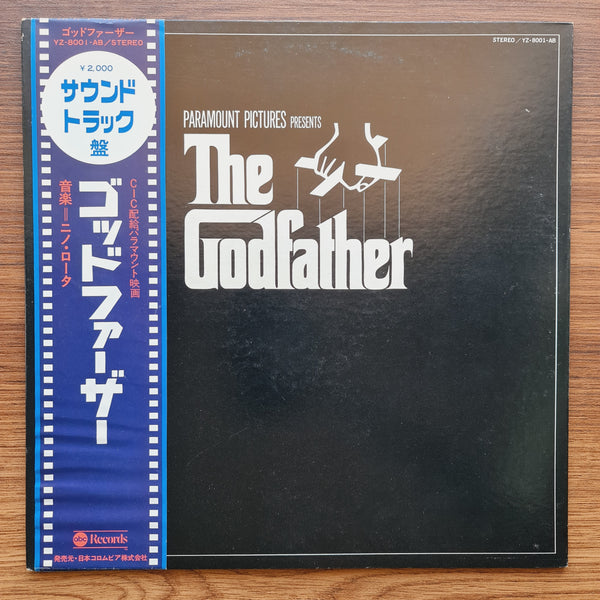 ゴッドファーザー
YZ-8001-AB/STEREO
¥2,000
サウンド
トラック
盤
CIC配給パラマウント映画
ゴッドファーザー
音楽=ニノ・ロータ
abc Records
発売元・日本コロムビア株式会社
STEREO/YZ-8001-AB
PARAMOUNT PICTURES PRESENTS
The
Godfather